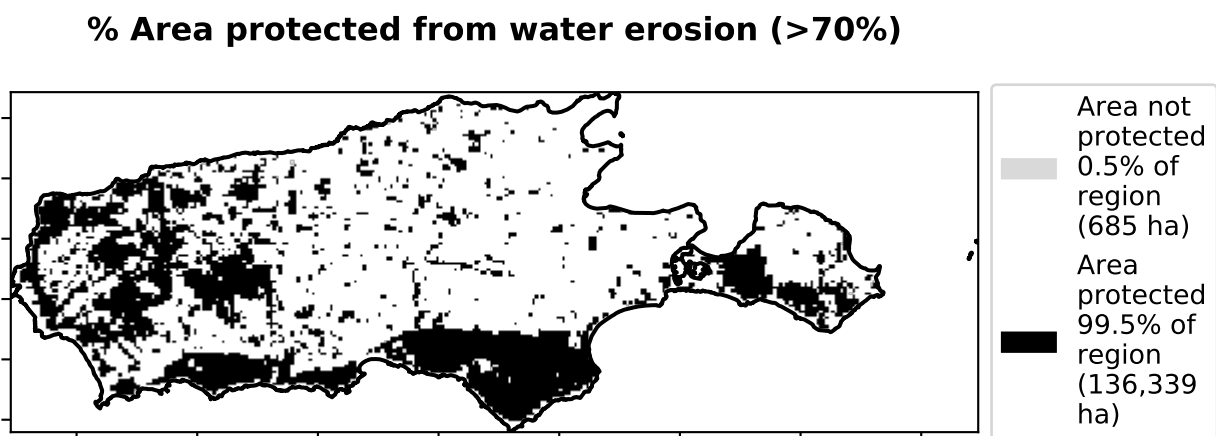 % Area protected from water erosion (>70%)
Area not
protected
0.5% of
region
(685 ha)
Area
protected
99.5% of
region
(136,339
ha)